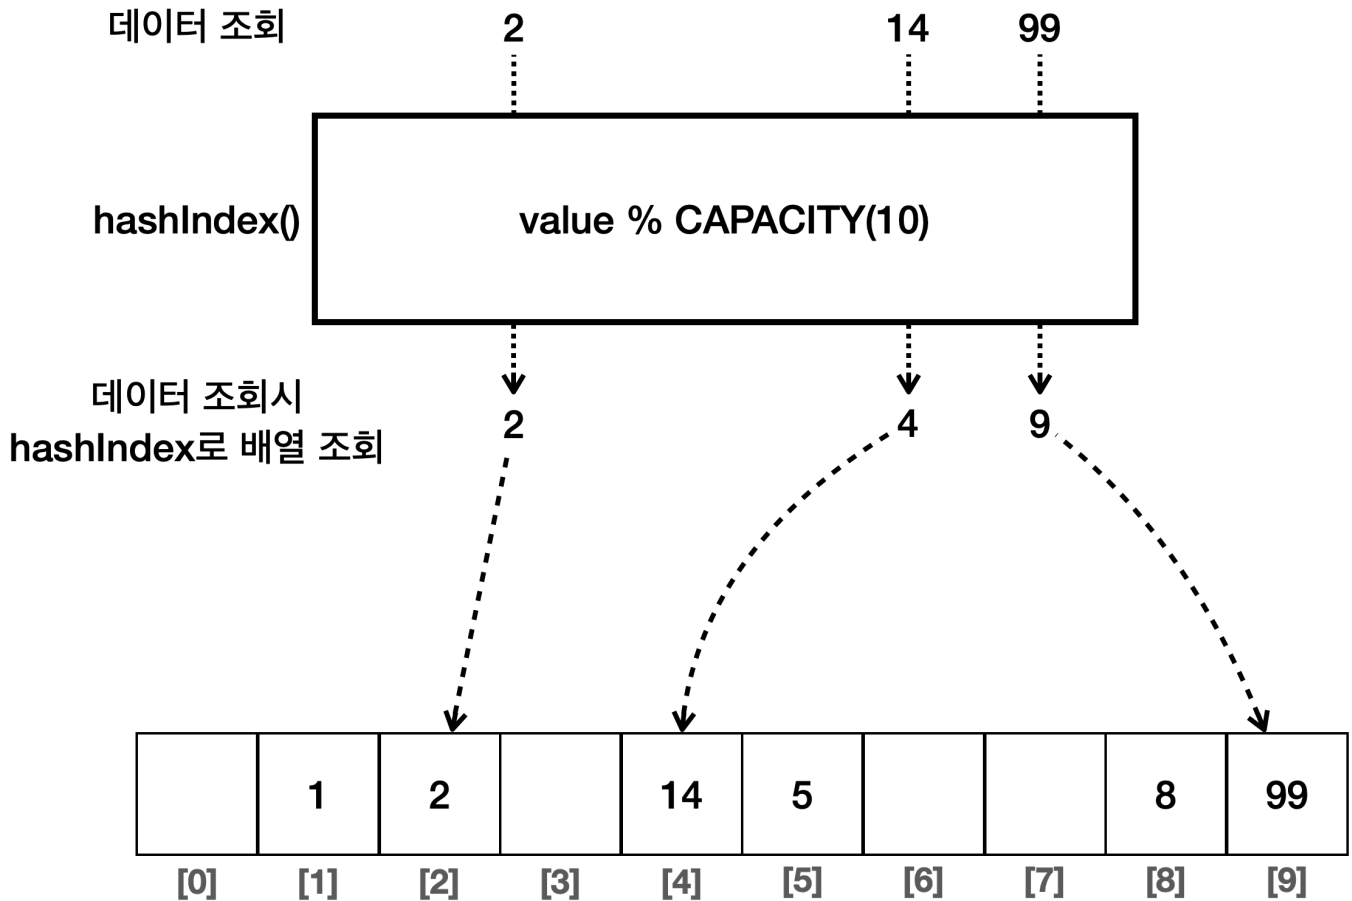 데이터 조회 2 14 99
hashIndex() value % CAPACITY(10)
데이터 조회시
hashIndex로 배열 조회
2 4 9
1 2 14 5 8 99
[0] [1] [2] [3] [4] [5] [6] [7] [8] [9]